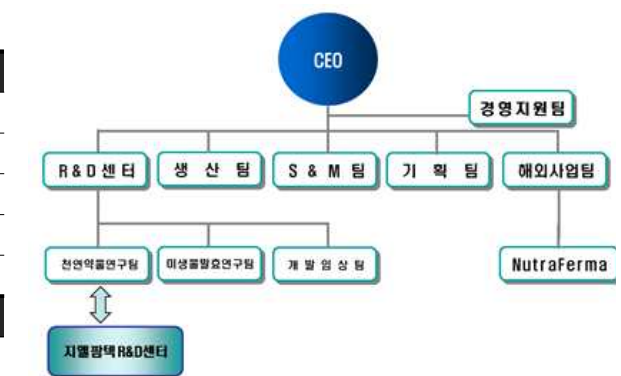 CEO
경영지원팀
R&D센터
생 산 팀
S & M 팀
기 획 팀
해외사업팀
천연약물연구팀
미생물발효연구팀
개 발 임 상 팀
NutraFerma
지엘팜텍R&D센터